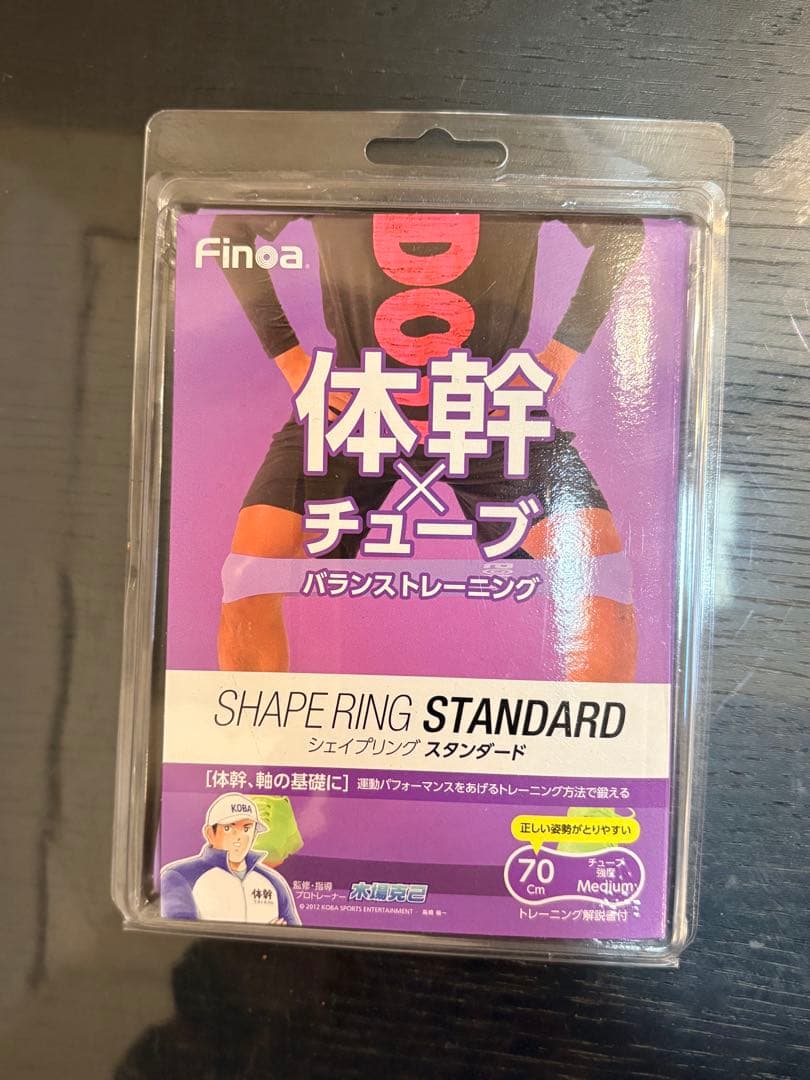 Finoa®
DO
体幹
×
チューブ
バランストレーニング
SHAPE RING STANDARD
シェイプリング スタンダード
[体幹、軸の基礎に] 運動パフォーマンスをあげるトレーニング方法で鍛える
正しい姿勢がとりやすい
70
Cm
チューブ
強度
Medium
トレーニング解説書付
KOBA
体幹
監修・指導
プロトレーナー 木場克己
© 2012 KOBA SPORTS ENTERTAINMENT・高橋 陽一